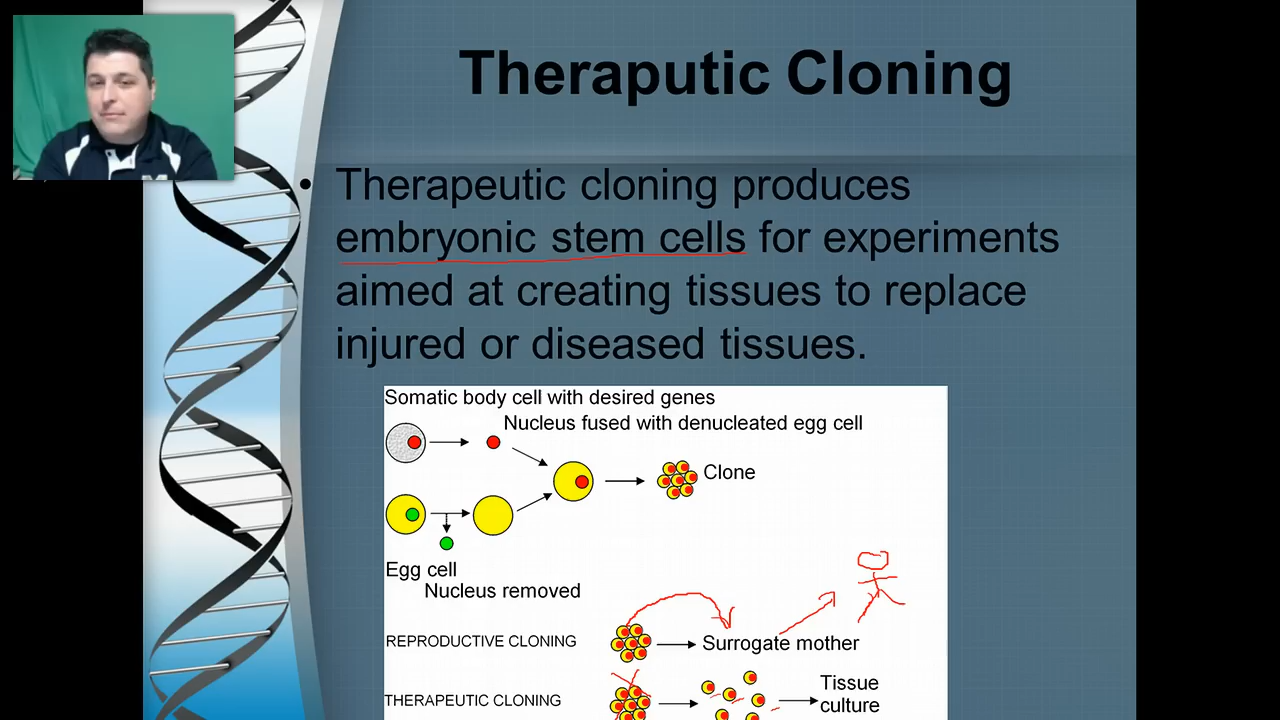 Theraputic Cloning
• Therapeutic cloning produces
embryonic stem cells for experiments
aimed at creating tissues to replace
injured or diseased tissues.
Somatic body cell with desired genes
Nucleus fused with denucleated egg cell
Clone
Egg cell
Nucleus removed
REPRODUCTIVE CLONING
Surrogate mother
THERAPEUTIC CLONING
Tissue
culture